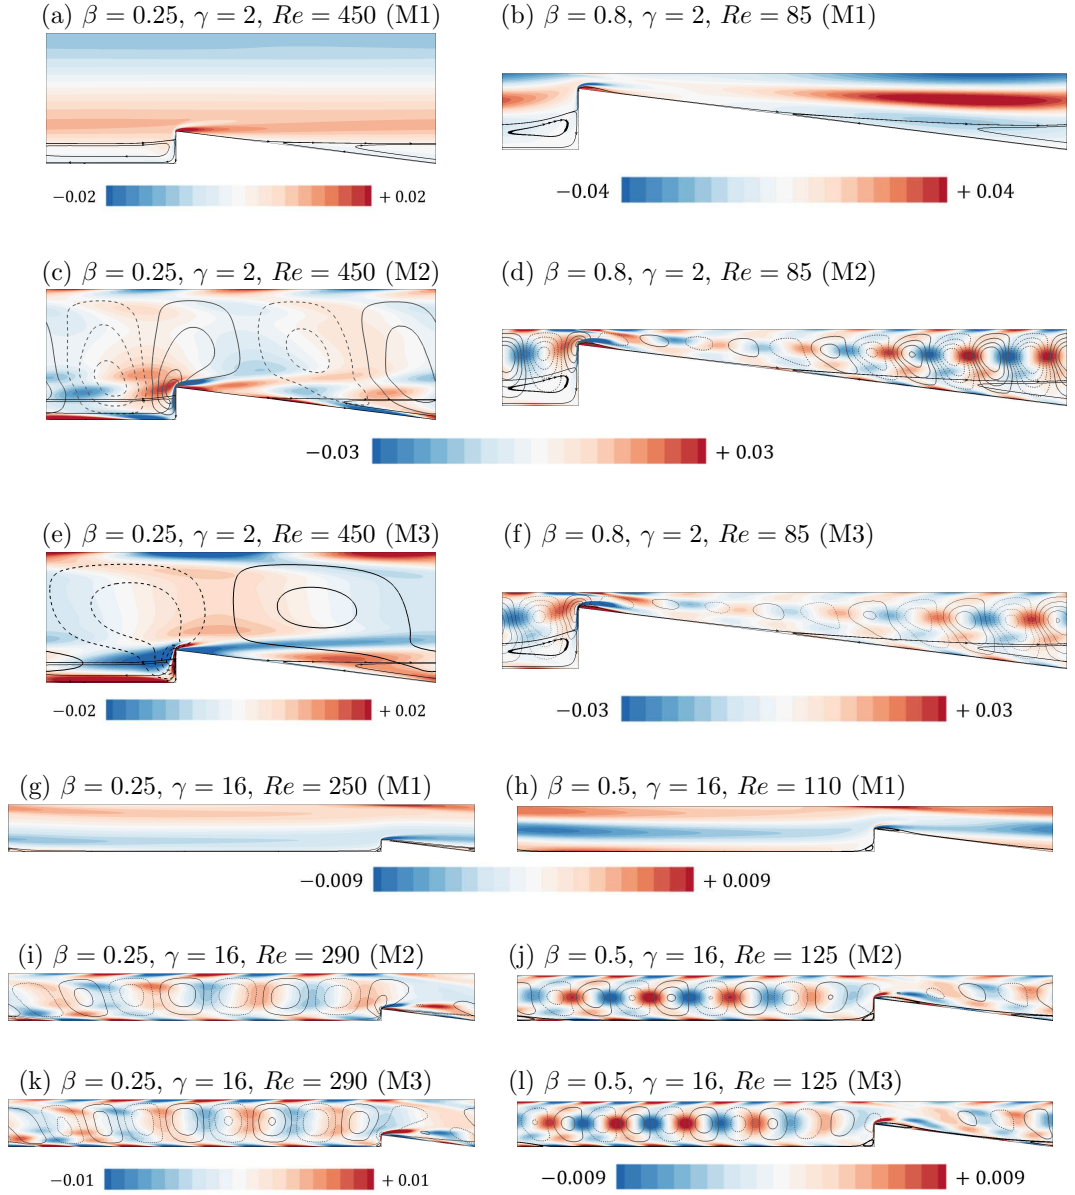 (a) β = 0.25, γ = 2, Re = 450 (M1)
(b) β = 0.8, γ = 2, Re = 85 (M1)
−0.02 + 0.02
−0.04 + 0.04
(c) β = 0.25, γ = 2, Re = 450 (M2)
(d) β = 0.8, γ = 2, Re = 85 (M2)
−0.03 + 0.03
(e) β = 0.25, γ = 2, Re = 450 (M3)
(f) β = 0.8, γ = 2, Re = 85 (M3)
−0.02 + 0.02
−0.03 + 0.03
(g) β = 0.25, γ = 16, Re = 250 (M1)
(h) β = 0.5, γ = 16, Re = 110 (M1)
−0.009 + 0.009
(i) β = 0.25, γ = 16, Re = 290 (M2)
(j) β = 0.5, γ = 16, Re = 125 (M2)
(k) β = 0.25, γ = 16, Re = 290 (M3)
(l) β = 0.5, γ = 16, Re = 125 (M3)
−0.01 + 0.01
−0.009 + 0.009